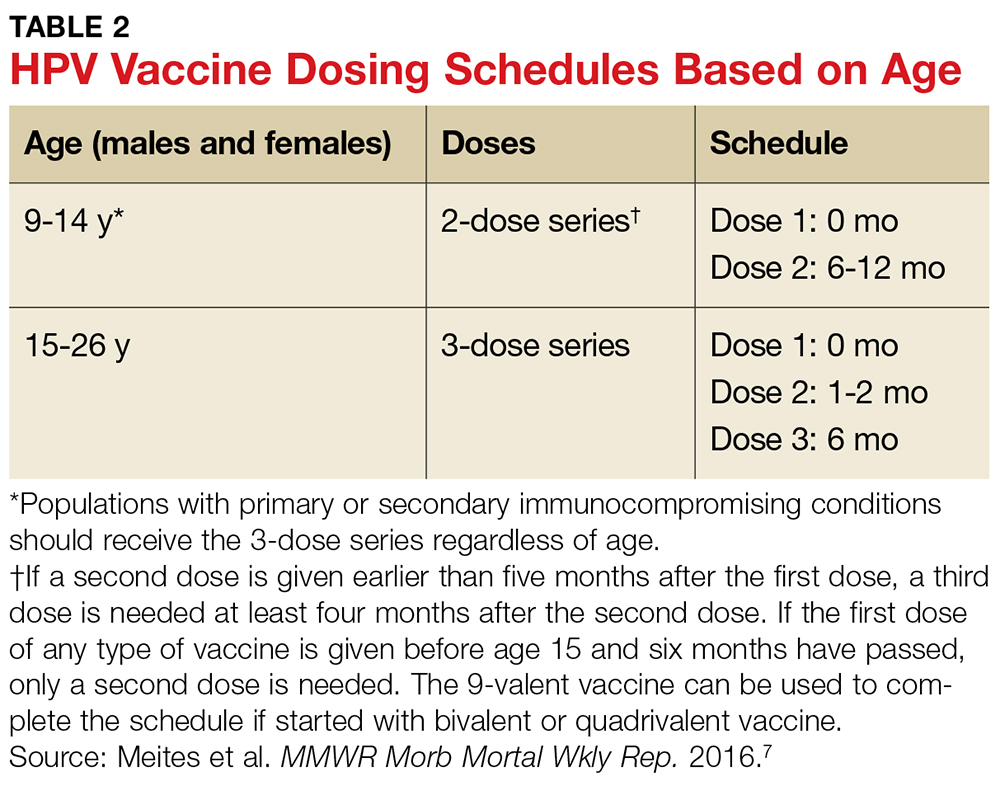 TABLE 2
HPV Vaccine Dosing Schedules Based on Age
Age (males and females) Doses Schedule
9-14 y* 2-dose series† Dose 1: 0 mo
Dose 2: 6-12 mo
15-26 y 3-dose series Dose 1: 0 mo
Dose 2: 1-2 mo
Dose 3: 6 mo
*Populations with primary or secondary immunocompromising conditions
should receive the 3-dose series regardless of age.
†If a second dose is given earlier than five months after the first dose, a third
dose is needed at least four months after the second dose. If the first dose
of any type of vaccine is given before age 15 and six months have passed,
only a second dose is needed. The 9-valent vaccine can be used to com-
plete the schedule if started with bivalent or quadrivalent vaccine.
Source: Meites et al. MMWR Morb Mortal Wkly Rep. 2016.7